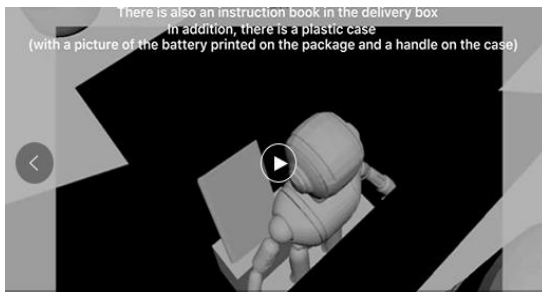 There is also an instruction book in the delivery box
In addition, there is a plastic case
(with a picture of the battery printed on the package and a handle on the case)